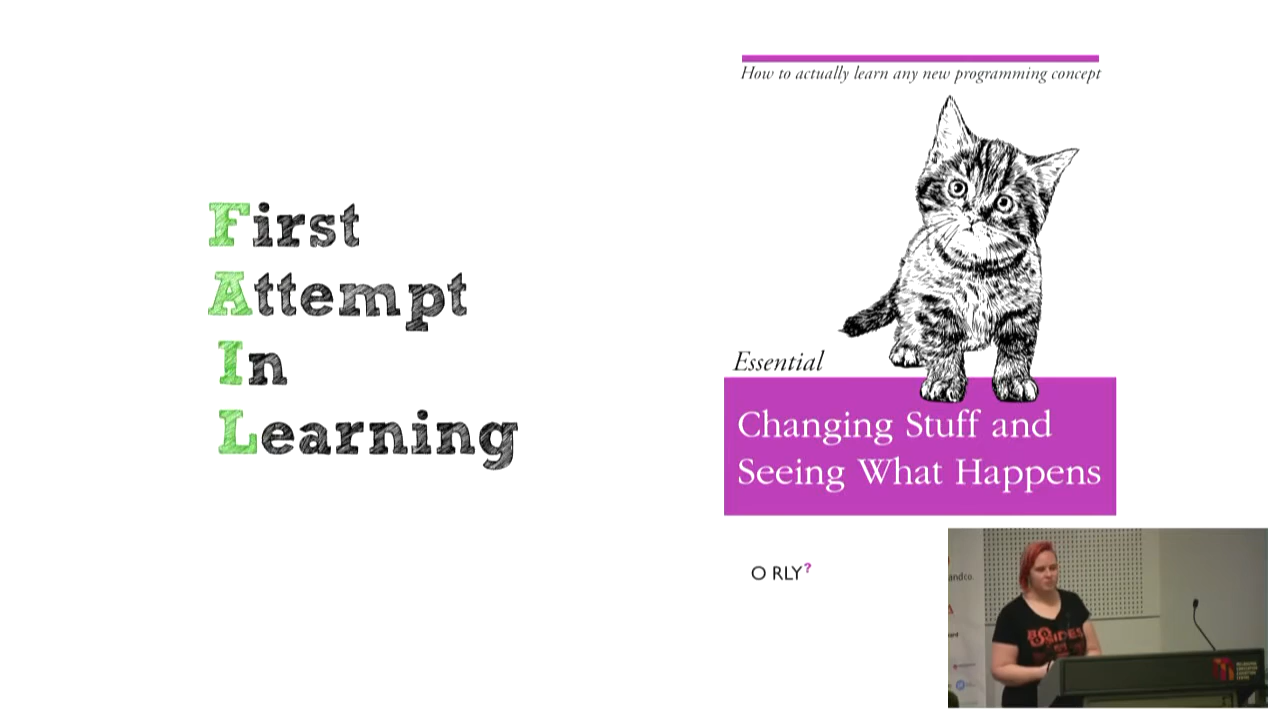 First
Attempt
In
Learning
How to actually learn any new programming concept
Essential
Changing Stuff and
Seeing What Happens
O RLY?
andco.